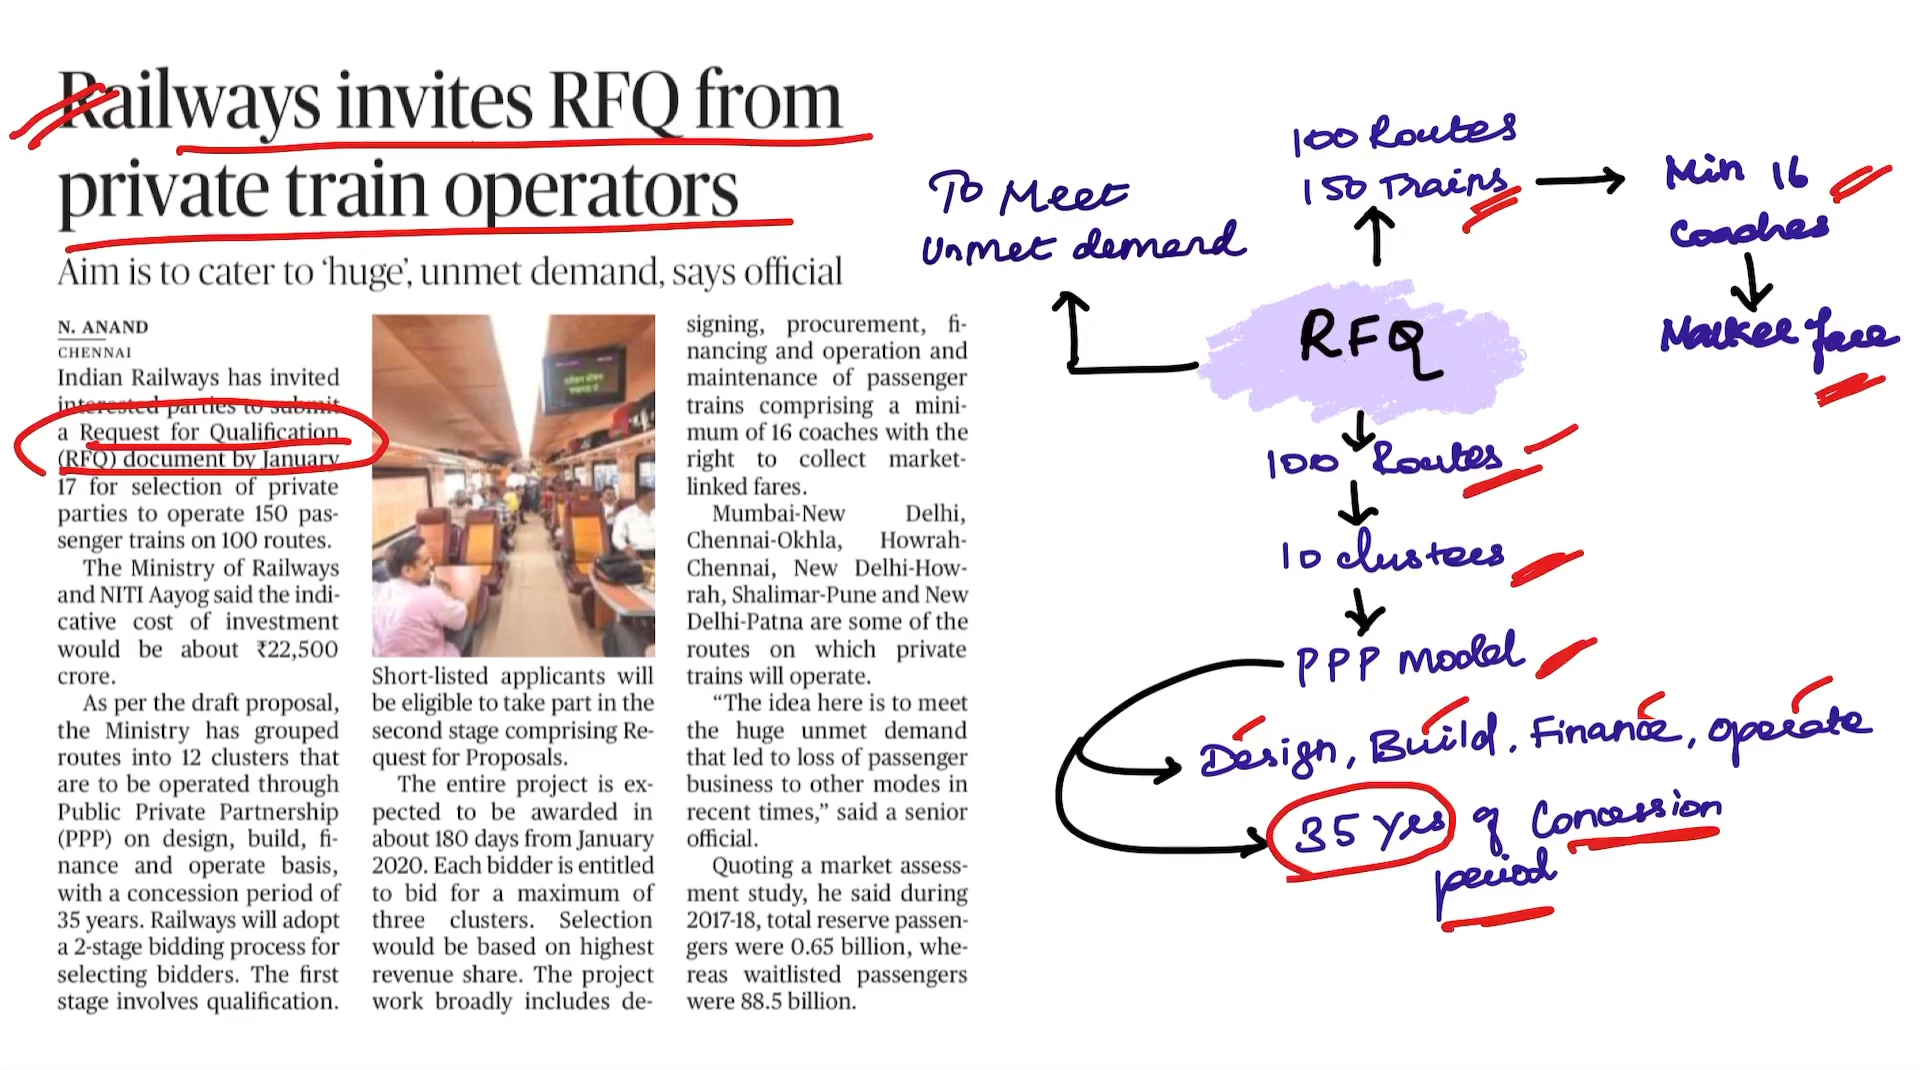 Railways invites RFQ from
private train operators
Aim is to cater to ‘huge’, unmet demand, says official
N. ANAND
CHENNAI
Indian Railways has invited
interested parties to submit
a Request for Qualification
(RFQ) document by January
17 for selection of private
parties to operate 150 pas-
senger trains on 100 routes.
The Ministry of Railways
and NITI Aayog said the indi-
cative cost of investment
would be about ₹22,500
crore.
As per the draft proposal,
the Ministry has grouped
routes into 12 clusters that
are to be operated through
Public Private Partnership
(PPP) on design, build, fi-
nance and operate basis,
with a concession period of
35 years. Railways will adopt
a 2-stage bidding process for
selecting bidders. The first
stage involves qualification.
Short-listed applicants will
be eligible to take part in the
second stage comprising Re-
quest for Proposals.
The entire project is ex-
pected to be awarded in
about 180 days from January
2020. Each bidder is entitled
to bid for a maximum of
three clusters. Selection
would be based on highest
revenue share. The project
work broadly includes de-
signing, procurement, fi-
nancing and operation and
maintenance of passenger
trains comprising a mini-
mum of 16 coaches with the
right to collect market-
linked fares.
Mumbai-New Delhi,
Chennai-Okhla, Howrah-
Chennai, New Delhi-How-
rah, Shalimar-Pune and New
Delhi-Patna are some of the
routes on which private
trains will operate.
“The idea here is to meet
the huge unmet demand
that led to loss of passenger
business to other modes in
recent times,” said a senior
official.
Quoting a market assess-
ment study, he said during
2017-18, total reserve passen-
gers were 0.65 billion, whe-
reas waitlisted passengers
were 88.5 billion.
To Meet
Unmet demand
100 Routes
150 Trains
Min 16
Coaches
Market fare
RFQ
100 Routes
10 clusters
PPP Model
Design, Build, Finance, operate
35 Yrs of Concession
period